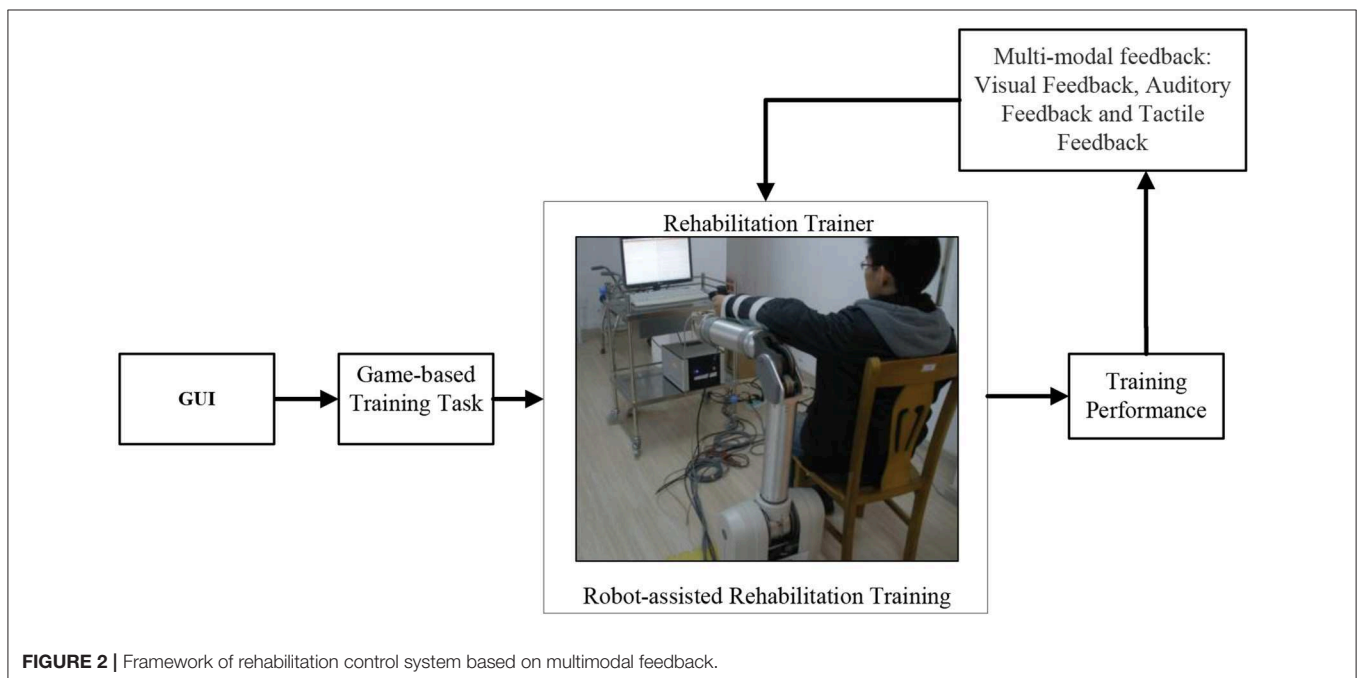 Multi-modal feedback:
Visual Feedback, Auditory
Feedback and Tactile
Feedback
Rehabilitation Trainer
GUI
Game-based
Training Task
Training
Performance
Robot-assisted Rehabilitation Training
FIGURE 2 | Framework of rehabilitation control system based on multimodal feedback.